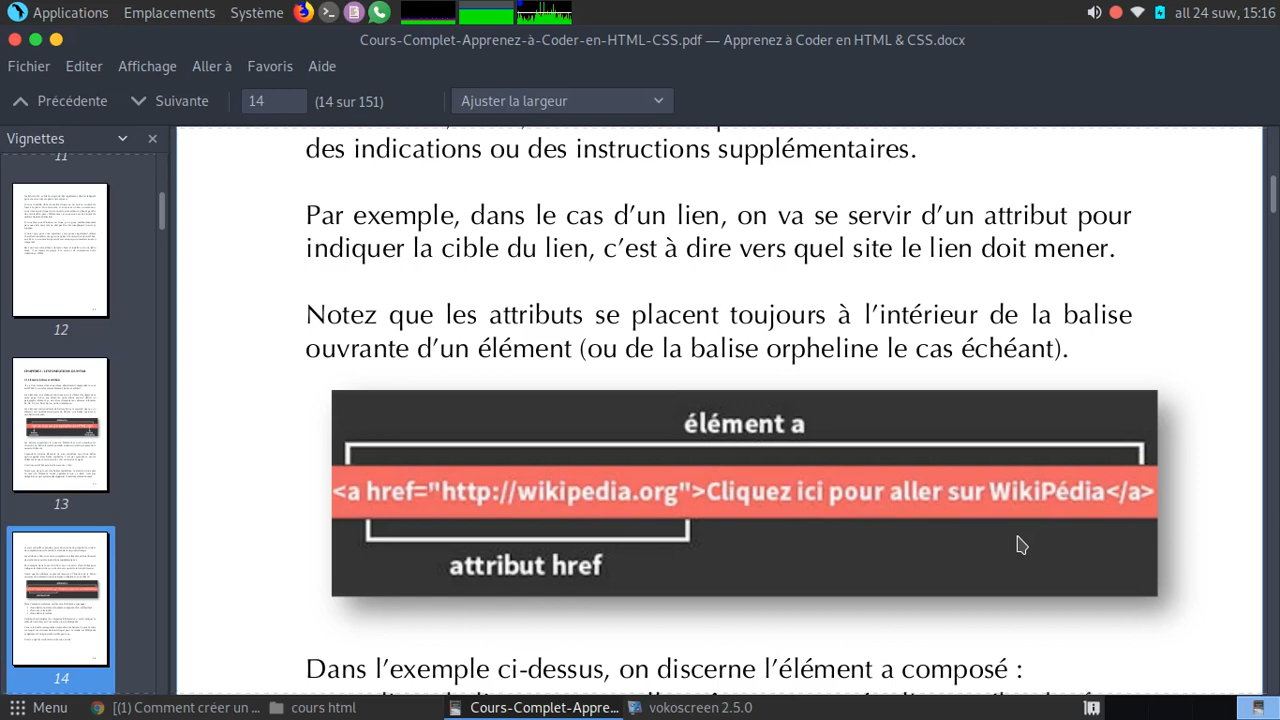 Applications Emplacements Système all 24 suw, 15:16
Cours-Complet-Apprenez-à-Coder-en-HTML-CSS.pdf — Apprenez à Coder en HTML & CSS.docx
Fichier Editer Affichage Aller à Favoris Aide
Précédente Suivante 14 (14 sur 151) Ajuster la largeur
Vignettes
11
12
13
14
des indications ou des instructions supplémentaires.
Par exemple, dans le cas d’un lien, on va se servir d’un attribut pour
indiquer la cible du lien, c’est à dire vers quel site le lien doit mener.
Notez que les attributs se placent toujours à l’intérieur de la balise
ouvrante d’un élément (ou de la balise orpheline le cas échéant).
élément a
<a href="http://wikipedia.org">Cliquez ici pour aller sur WikiPédia</a>
attribut href
Dans l’exemple ci-dessus, on discerne l’élément a composé :
Menu [(1) Comment créer un ... cours html Cours-Complet-Appre... vokoscreen 2.5.0